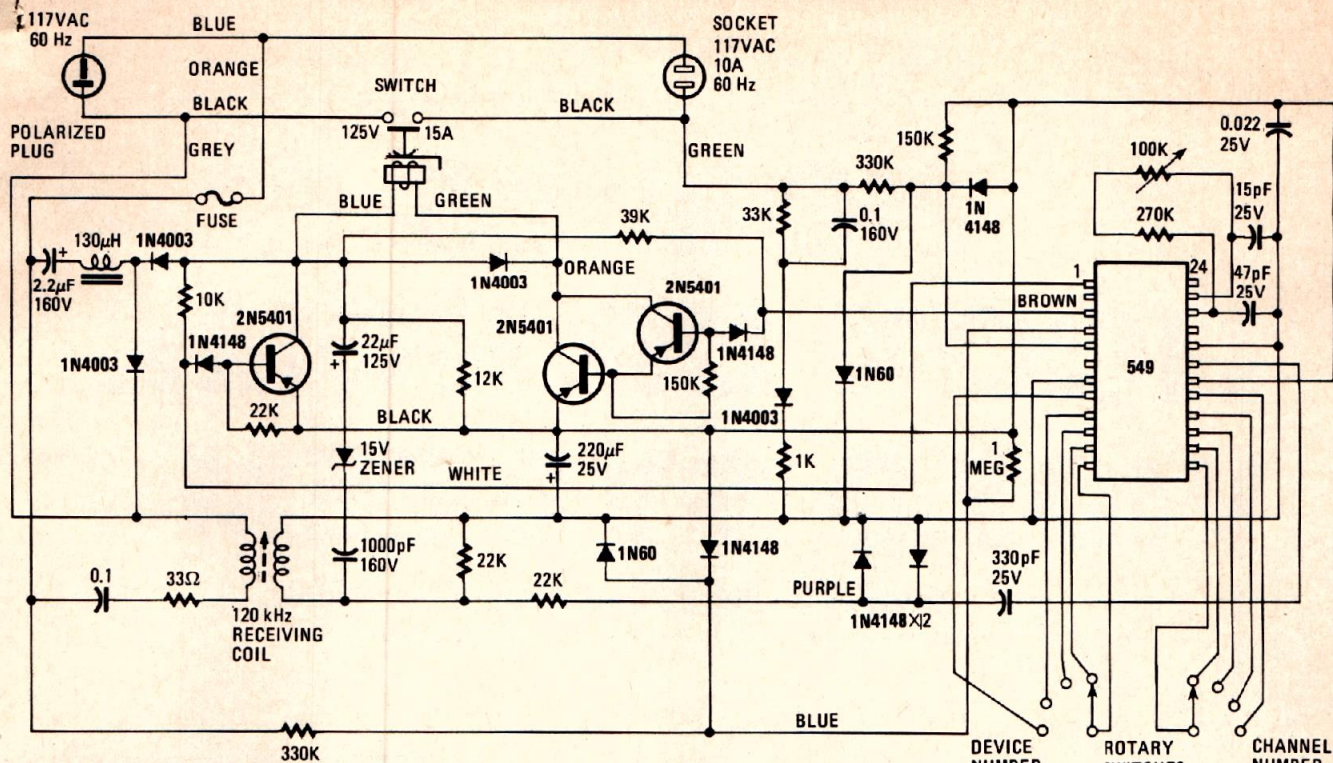 117VAC
60 Hz
BLUE
ORANGE
BLACK
GREY
POLARIZED
PLUG
SWITCH
125V
15A
BLACK
SOCKET
117VAC
10A
60 Hz
GREEN
FUSE
BLUE
GREEN
130µH
1N4003
2.2µF
160V
10K
2N5401
1N4148
1N4003
22K
22µF
125V
12K
BLACK
15V
ZENER
WHITE
39K
1N4003
ORANGE
2N5401
2N5401
1N4148
150K
220µF
25V
33K
330K
0.1
160V
150K
1N
4148
1N60
1N4003
1K
1
MEG
100K
270K
0.022
25V
15pF
25V
47pF
25V
1
24
BROWN
549
0.1
33Ω
120 kHz
RECEIVING
COIL
1000pF
160V
22K
22K
1N60
1N4148
PURPLE
1N4148X2
330pF
25V
330K
BLUE
DEVICE
ROTARY
CHANNEL